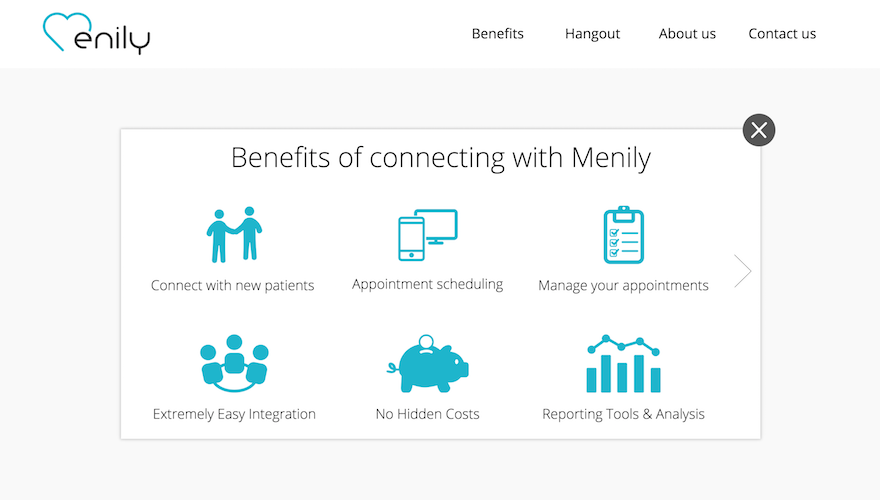 Menily
Benefits
Hangout
About us
Contact us
Benefits of connecting with Menily
Connect with new patients
Appointment scheduling
Manage your appointments
Extremely Easy Integration
No Hidden Costs
Reporting Tools & Analysis